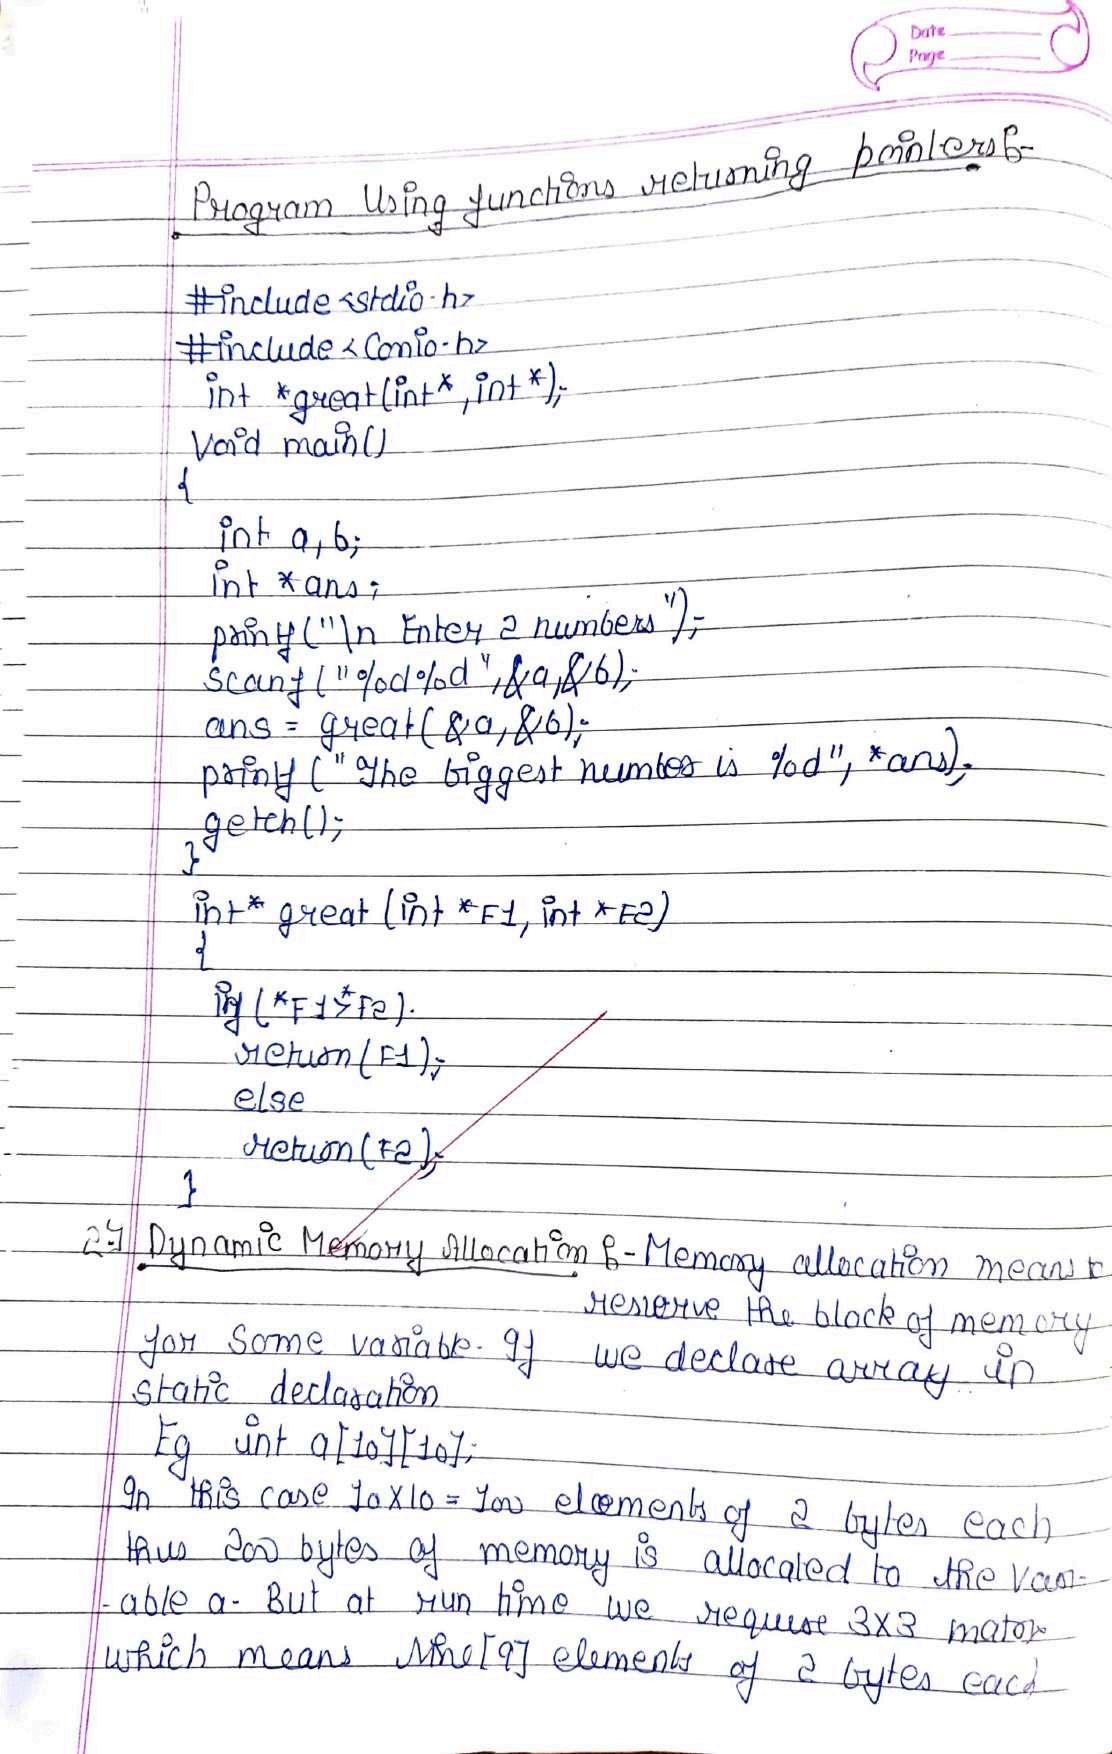 Date
Page
Program Using functions returning pointers:-
#include<stdio.h>
#include<Conio.h>
int *great(int*, int*);
Void main()
{
int a, b;
int *ans;
printf("\n Enter 2 numbers");
Scanf("%d%d", &a, &b);
ans = great(&a, &b);
printf("The biggest number is %d", *ans);
getch();
}
int* great (int *F1, int *F2)
{
if (*F1>*F2).
return(F1);
else
return(F2);
}
Dynamic Memory Allocation :- Memory allocation means
reserve the block of memory
for Some variable. If we declare array in
static declaration
Eg int a[10][10];
In this case 10x10 = 100 elements of 2 bytes each
thus 200 bytes of memory is allocated to the vari-
-able a. But at run time we require 3x3
which means Nine[9] elements of 2 bytes each